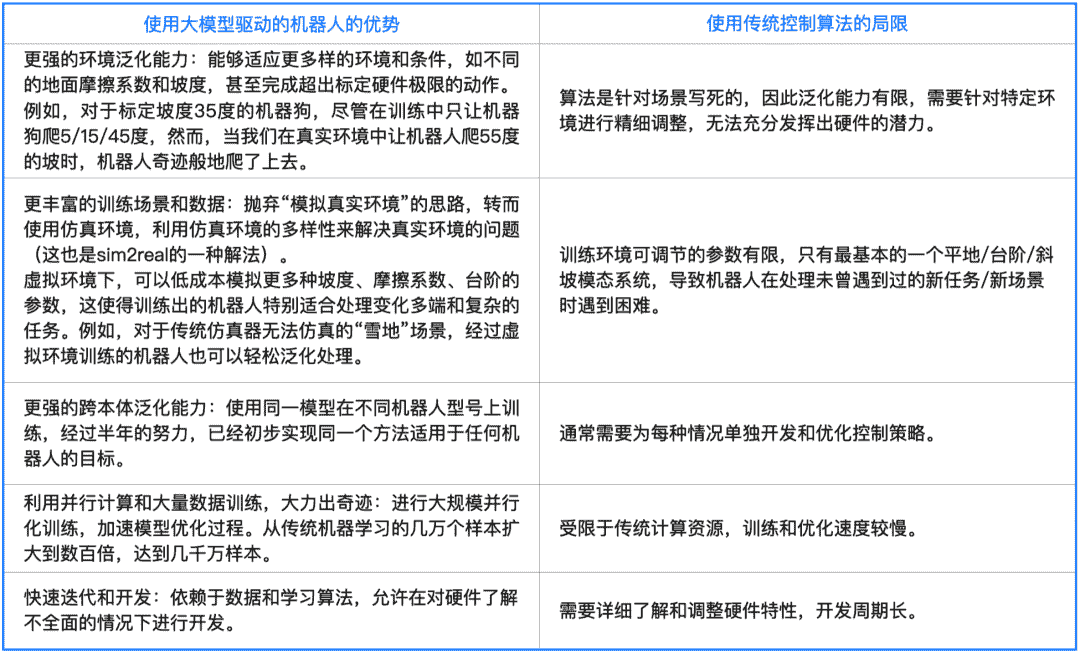 使用大模型驱动的机器人的优势
使用传统控制算法的局限
更强的环境泛化能力：能够适应更多样的环境和条件，如不同
的地面摩擦系数和坡度，甚至完成超出标定硬件极限的动作。
例如，对于标定坡度35度的机器狗，尽管在训练中只让机器
狗爬5/15/45度，然而，当我们在真实环境中让机器人爬55度
的坡时，机器人奇迹般地爬了上去。
算法是针对场景写死的，因此泛化能力有限，需要针对特定环
境进行精细调整，无法充分发挥出硬件的潜力。
更丰富的训练场景和数据：抛弃“模拟真实环境”的思路，转而
使用仿真环境，利用仿真环境的多样性来解决真实环境的问题
（这也是sim2real的一种解法）。
虚拟环境下，可以低成本模拟更多种坡度、摩擦系数、台阶的
参数，这使得训练出的机器人特别适合处理变化多端和复杂的
任务。例如，对于传统仿真器无法仿真的“雪地”场景，经过虚
拟环境训练的机器人也可以轻松泛化处理。
训练环境可调节的参数有限，只有最基本的一个平地/台阶/斜
坡模态系统，导致机器人在处理未曾遇到过的新任务/新场景
时遇到困难。
更强的跨本体泛化能力：使用同一模型在不同机器人型号上训
练，经过半年的努力，已经初步实现同一个方法适用于任何机
器人的目标。
通常需要为每种情况单独开发和优化控制策略。
利用并行计算和大量数据训练，大力出奇迹：进行大规模并行
化训练，加速模型优化过程。从传统机器学习的几万个样本扩
大到数百倍，达到几千万样本。
受限于传统计算资源，训练和优化速度较慢。
快速迭代和开发：依赖于数据和学习算法，允许在对硬件了解
不全面的情况下进行开发。
需要详细了解和调整硬件特性，开发周期长。